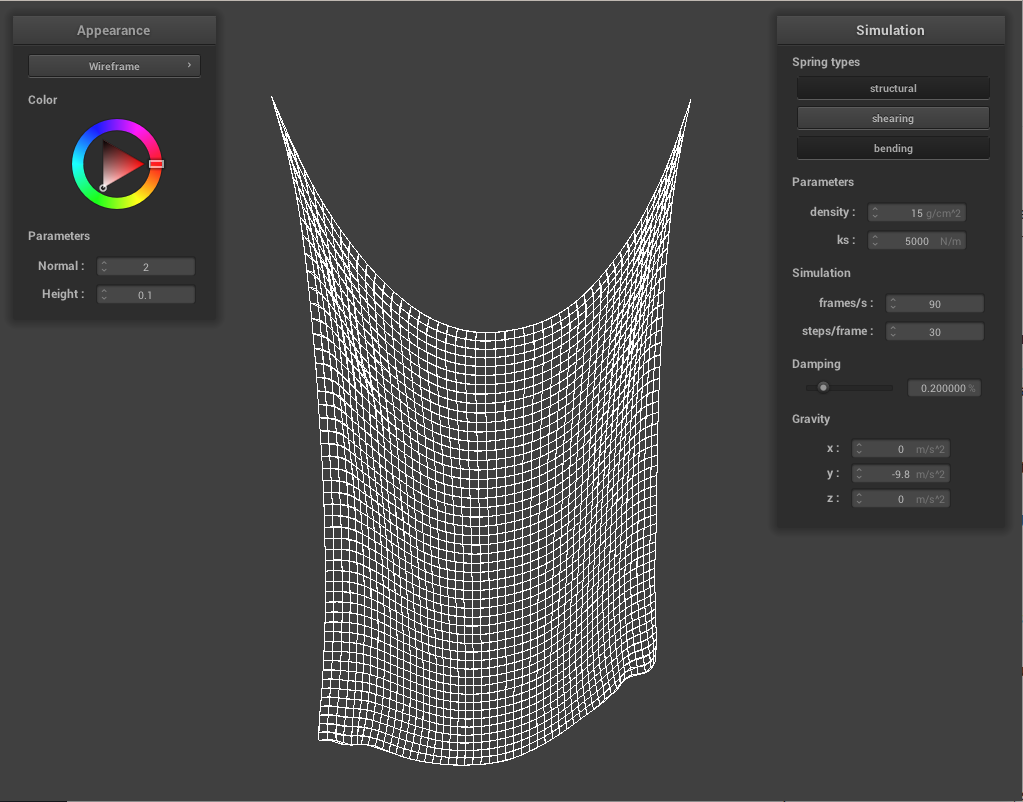 Appearance
Wireframe
Color
Parameters
Normal : 2
Height : 0.1
Simulation
Spring types
structural
shearing
bending
Parameters
density : 15 g/cm^2
ks : 5000 N/m
Simulation
frames/s : 90
steps/frame : 30
Damping
0.200000 %
Gravity
x : 0 m/s^2
y : -9.8 m/s^2
z : 0 m/s^2